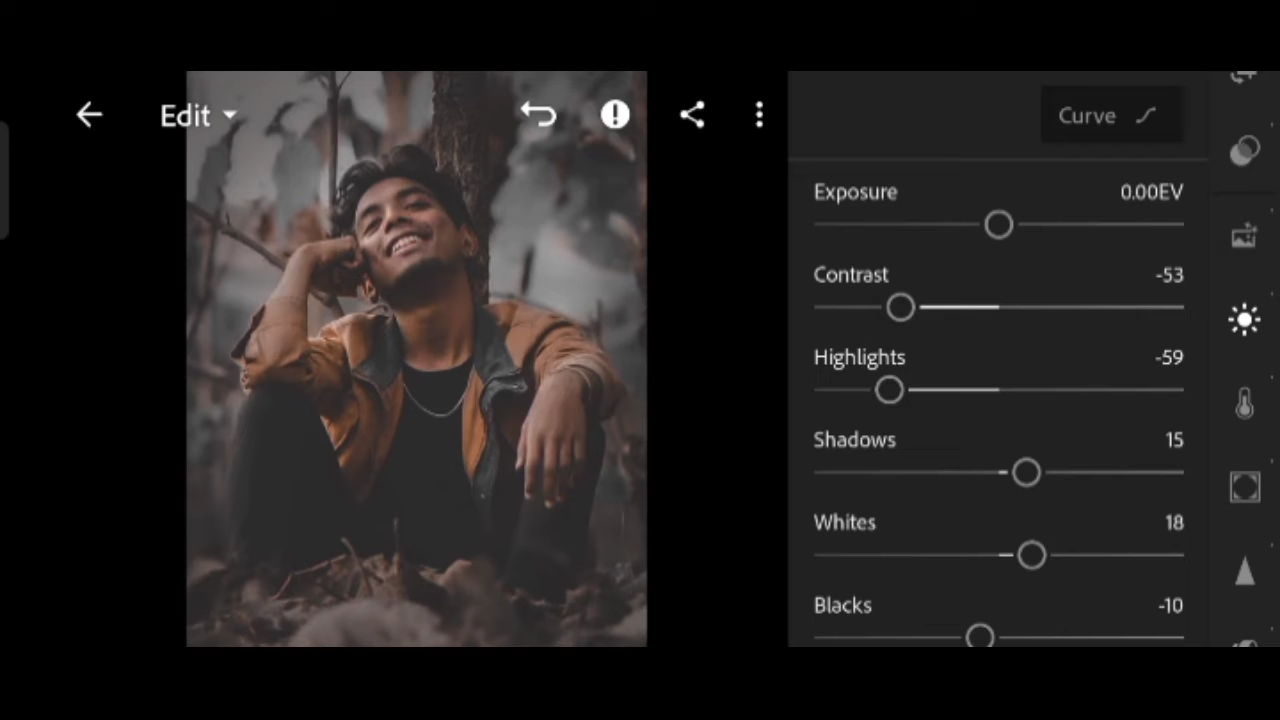 Edit
Curve
Exposure 0.00EV
Contrast -53
Highlights -59
Shadows 15
Whites 18
Blacks -10